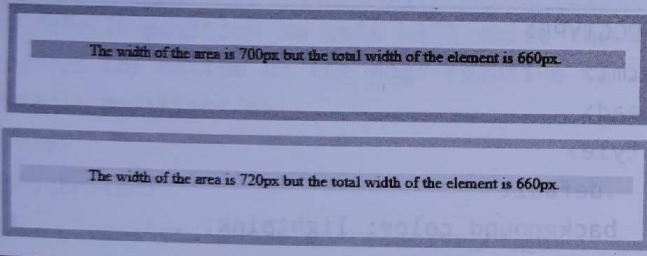 The width of the area is 700px but the total width of the element is 660px.
The width of the area is 720px but the total width of the element is 660px.